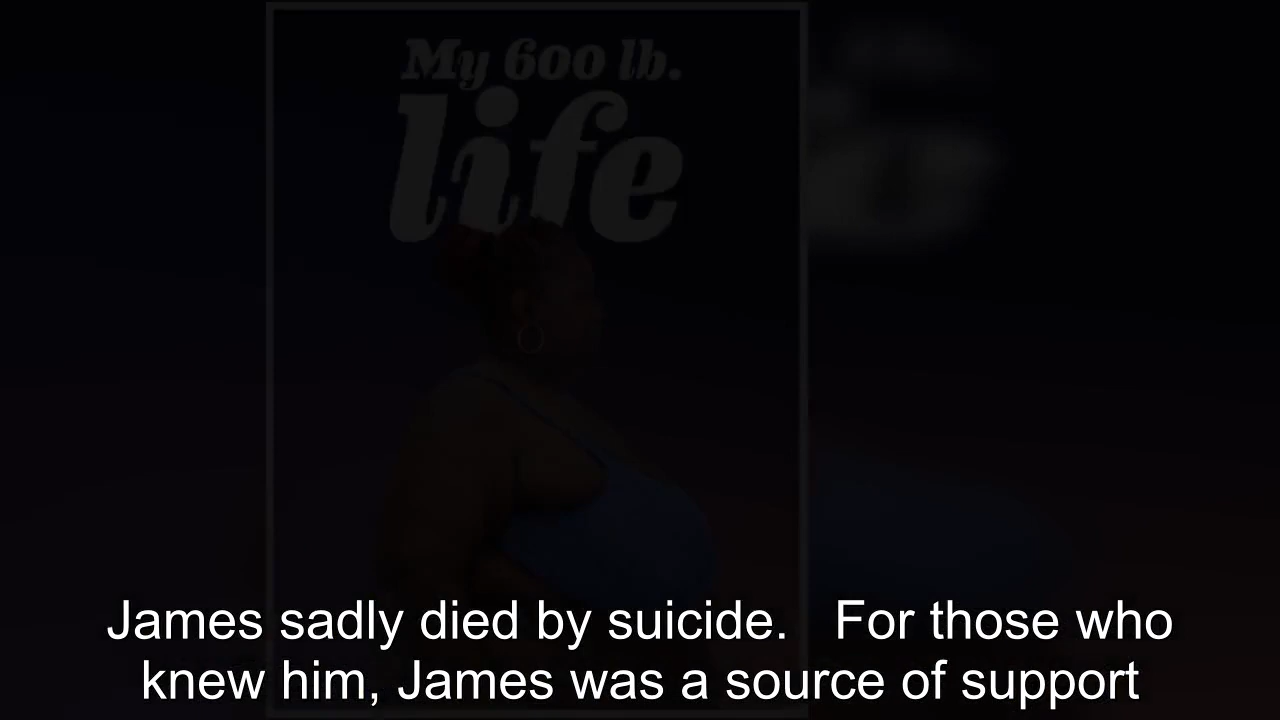 My 600 lb.
life
James sadly died by suicide. For those who
knew him, James was a source of support